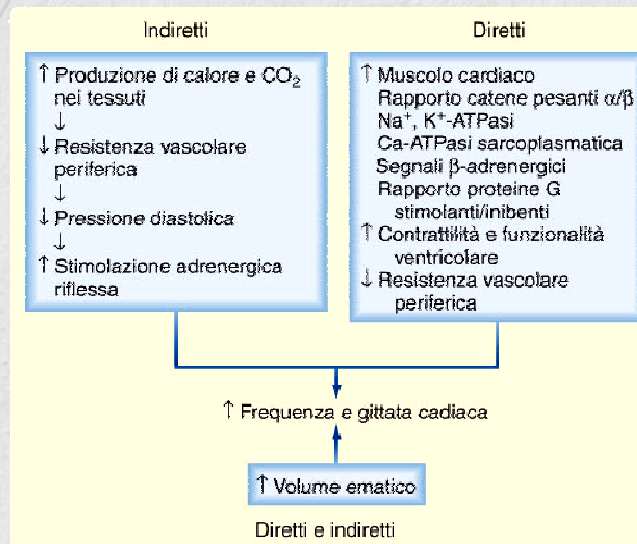 Indiretti
↑ Produzione di calore e CO₂
nei tessuti
↓
↓ Resistenza vascolare
periferica
↓
↓ Pressione diastolica
↓
↑ Stimolazione adrenergica
riflessa
Diretti
↑ Muscolo cardiaco
Rapporto catene pesanti α/β
Na⁺, K⁺-ATPasi
Ca-ATPasi sarcoplasmatica
Segnali β-adrenergici
Rapporto proteine G
stimolanti/inibenti
↑ Contrattilità e funzionalità
ventricolare
↓ Resistenza vascolare
periferica
↑ Frequenza e gittata cardiaca
↑ Volume ematico
Diretti e indiretti